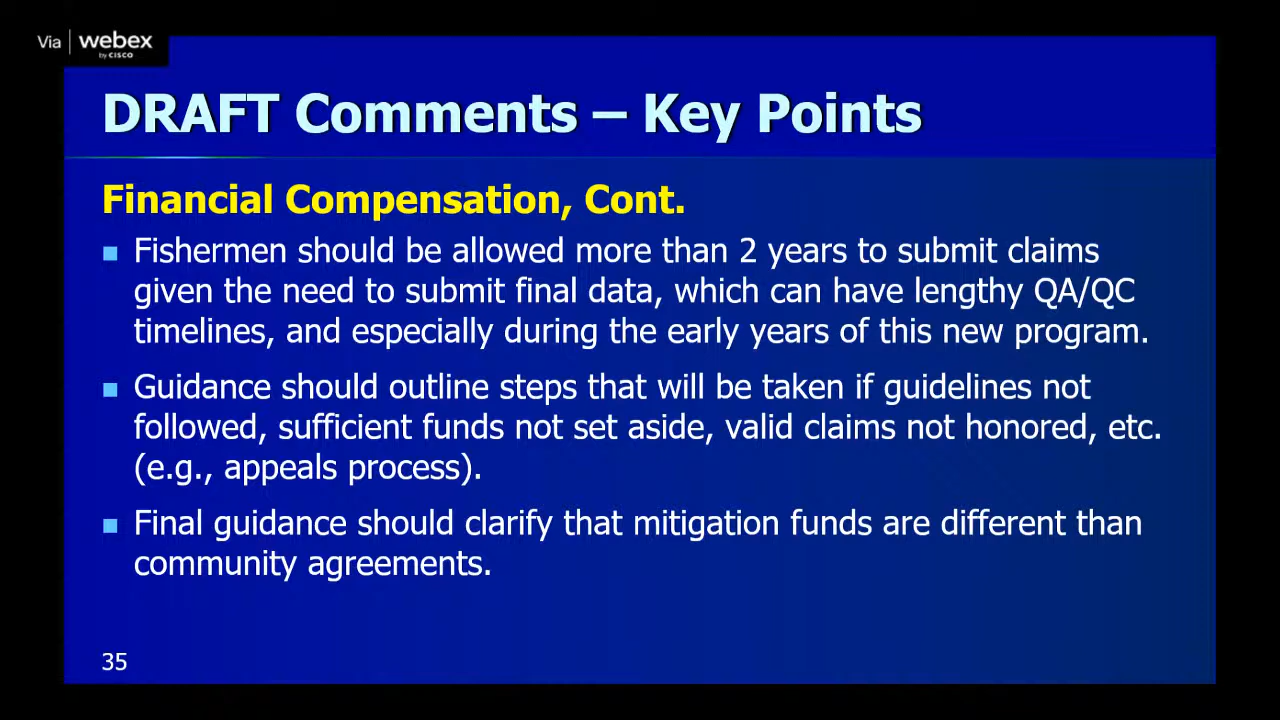 Via webex
by CISCO
DRAFT Comments – Key Points
Financial Compensation, Cont.
Fishermen should be allowed more than 2 years to submit claims
given the need to submit final data, which can have lengthy QA/QC
timelines, and especially during the early years of this new program.
Guidance should outline steps that will be taken if guidelines not
followed, sufficient funds not set aside, valid claims not honored, etc.
(e.g., appeals process).
Final guidance should clarify that mitigation funds are different than
community agreements.
35